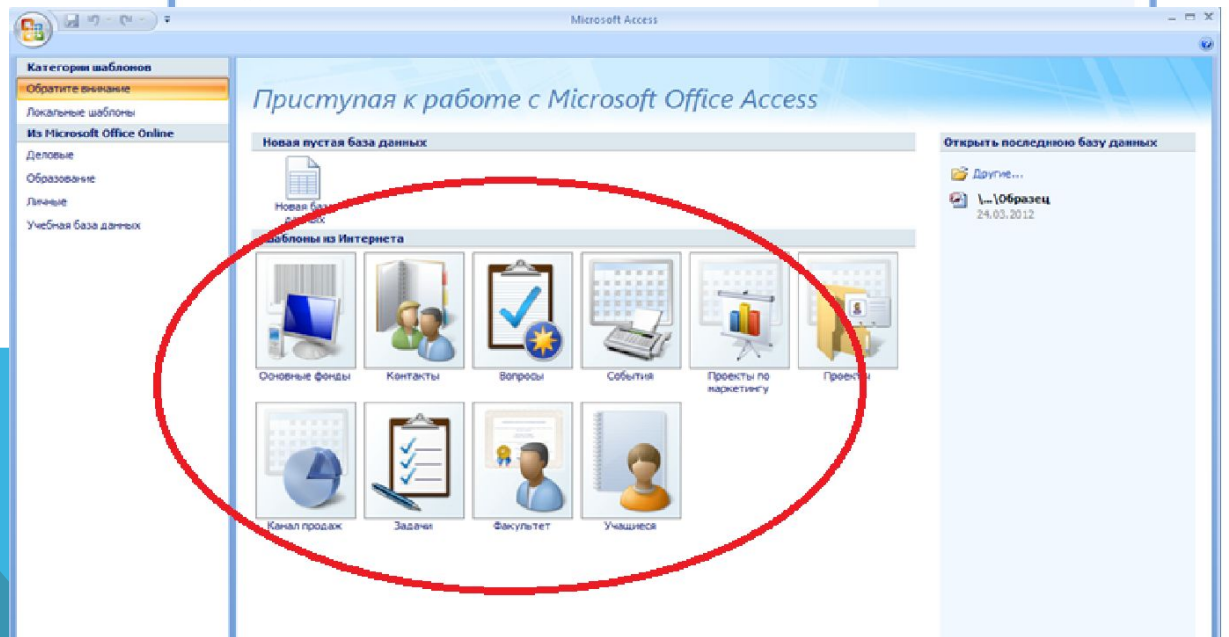 Microsoft Access
Категории шаблонов
Обратите внимание
Локальные шаблоны
Из Microsoft Office Online
Деловые
Образование
Личные
Учебная база данных
Приступая к работе с Microsoft Office Access
Новая пустая база данных
Новая база
данных
Шаблоны из Интернета
Основные фонды
Контакты
Вопросы
События
Проекты по
маркетингу
Проекты
Канал продаж
Задачи
Факультет
Учащиеся
Открыть последнюю базу данных
Другие...
\...\Образец
24.03.2012